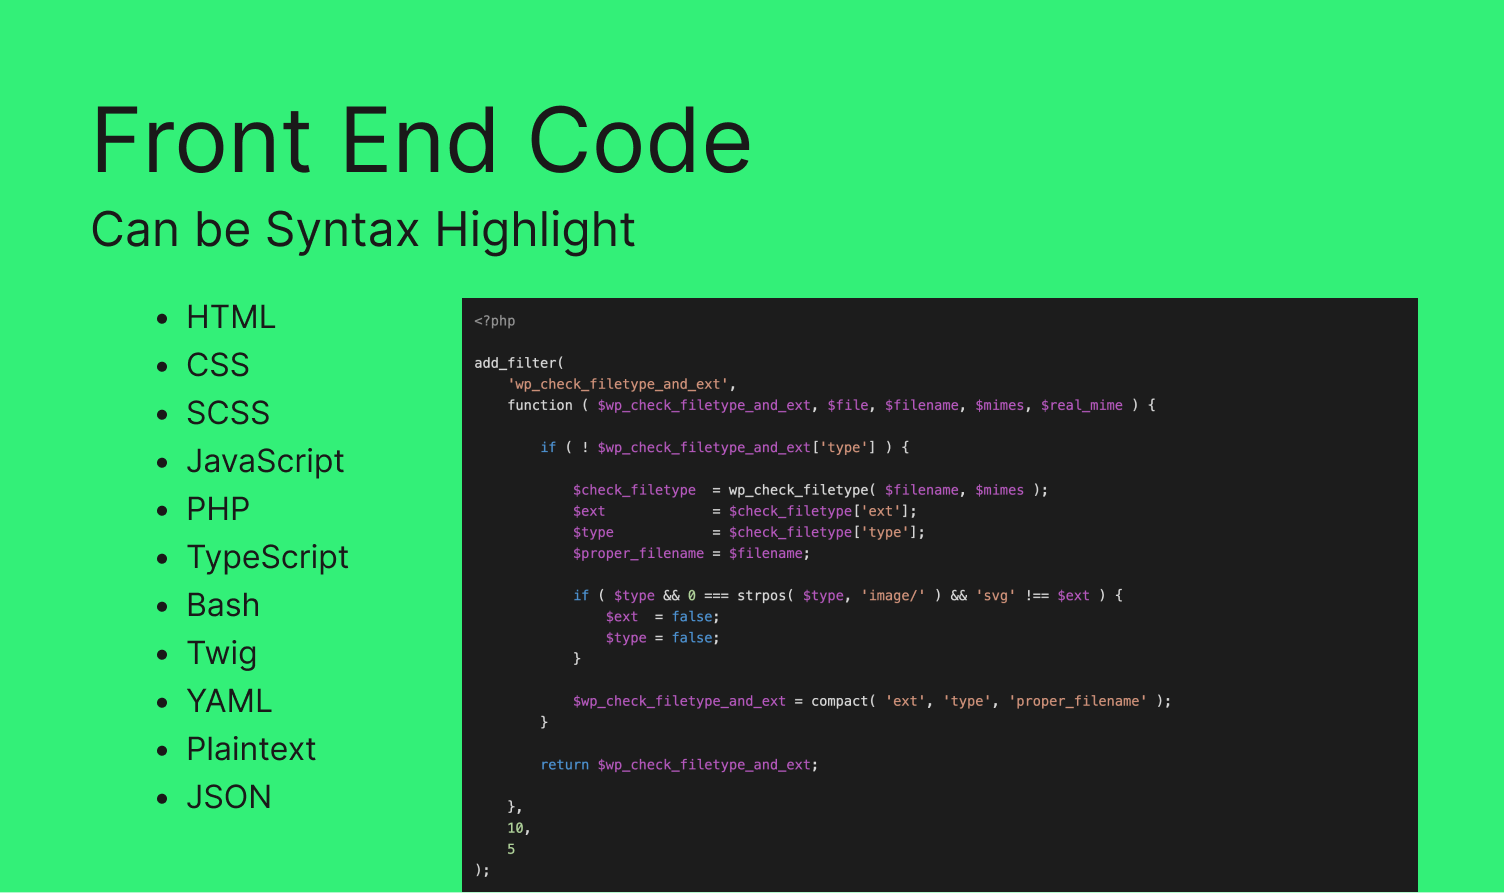 Front End Code
Can be Syntax Highlight
• HTML
• CSS
• SCSS
• JavaScript
• PHP
• TypeScript
• Bash
• Twig
• YAML
• Plaintext
• JSON
<?php

add_filter(
    'wp_check_filetype_and_ext',
    function ( $wp_check_filetype_and_ext, $file, $filename, $mimes, $real_mime ) {

        if ( ! $wp_check_filetype_and_ext['type'] ) {

            $check_filetype  = wp_check_filetype( $filename, $mimes );
            $ext             = $check_filetype['ext'];
            $type            = $check_filetype['type'];
            $proper_filename = $filename;

            if ( $type && 0 === strpos( $type, 'image/' ) && 'svg' !== $ext ) {
                $ext  = false;
                $type = false;
            }

            $wp_check_filetype_and_ext = compact( 'ext', 'type', 'proper_filename' );
        }

        return $wp_check_filetype_and_ext;

    },
    10,
    5
);